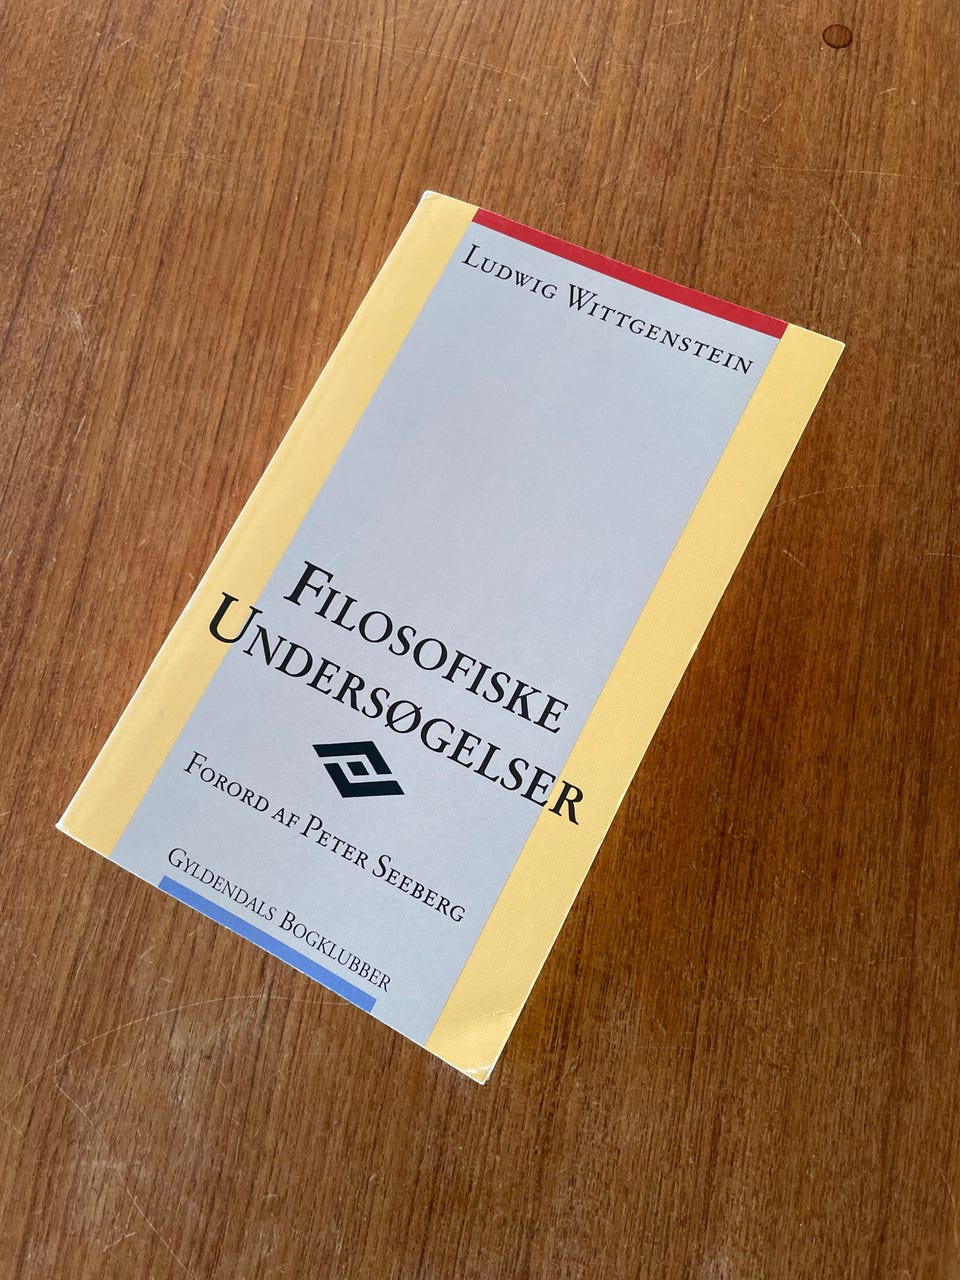 Ludwig Wittgenstein
Filosofiske
Undersøgelser
Forord af Peter Seeberg
Gyldendals Bogklubber